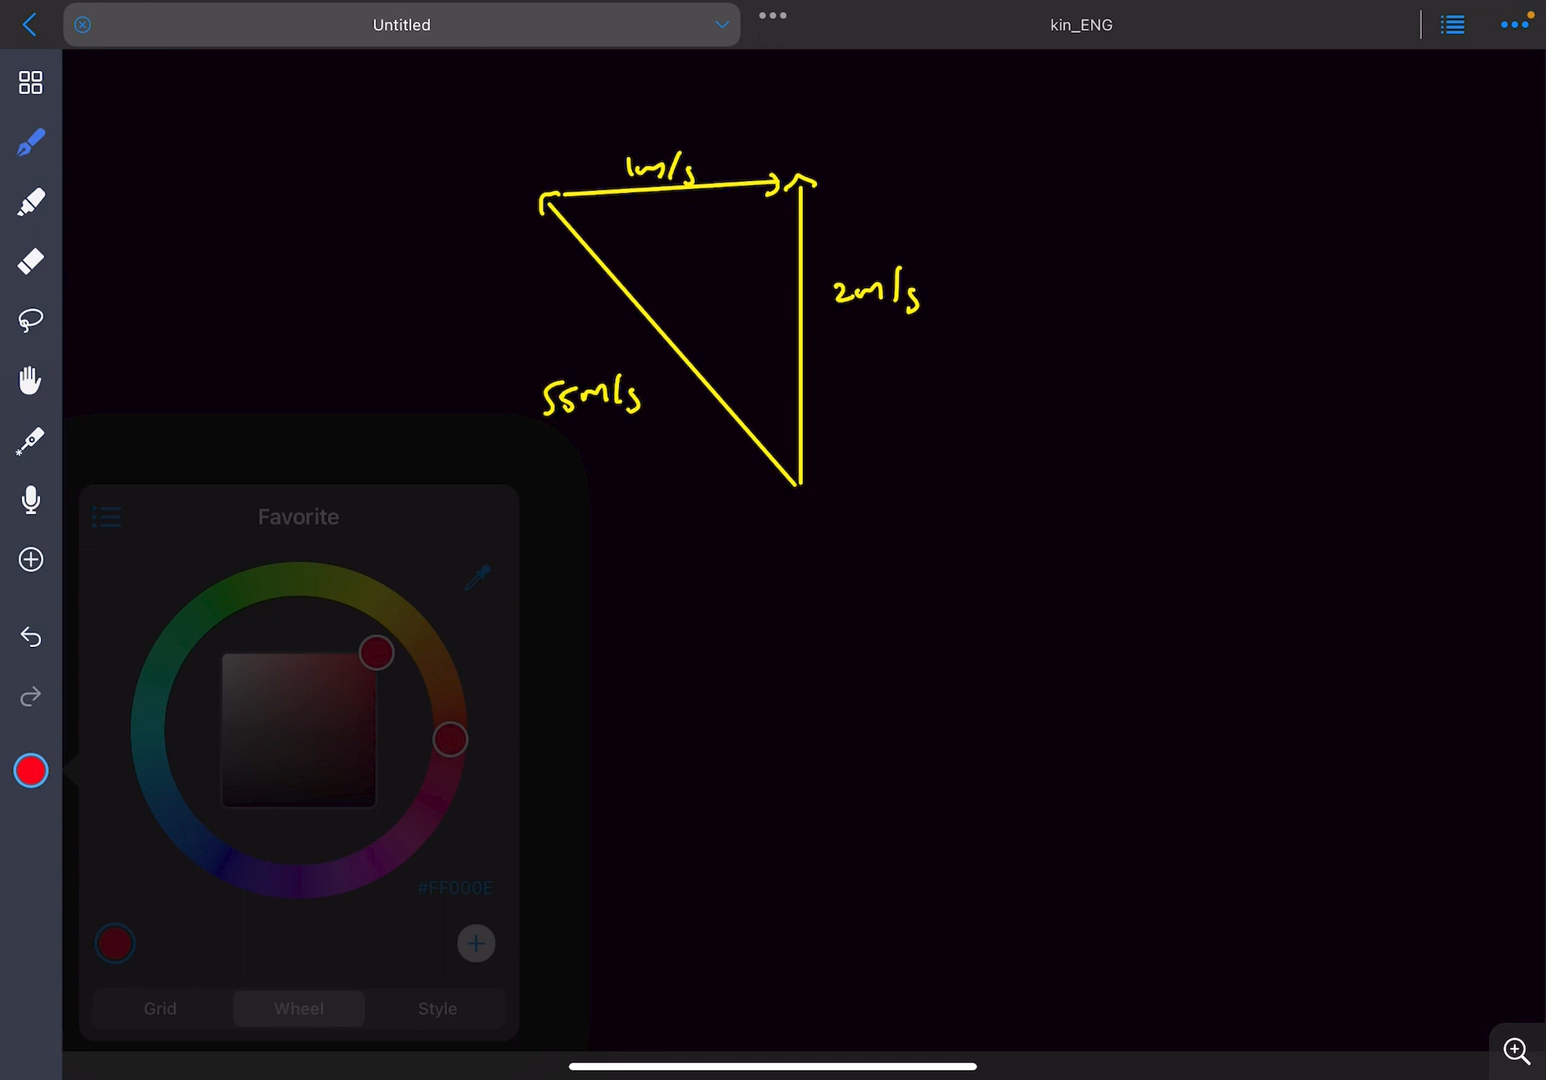 Untitled
kin_ENG
1m/s
2m/s
55m/s
Favorite
#FF000E
Grid
Wheel
Style